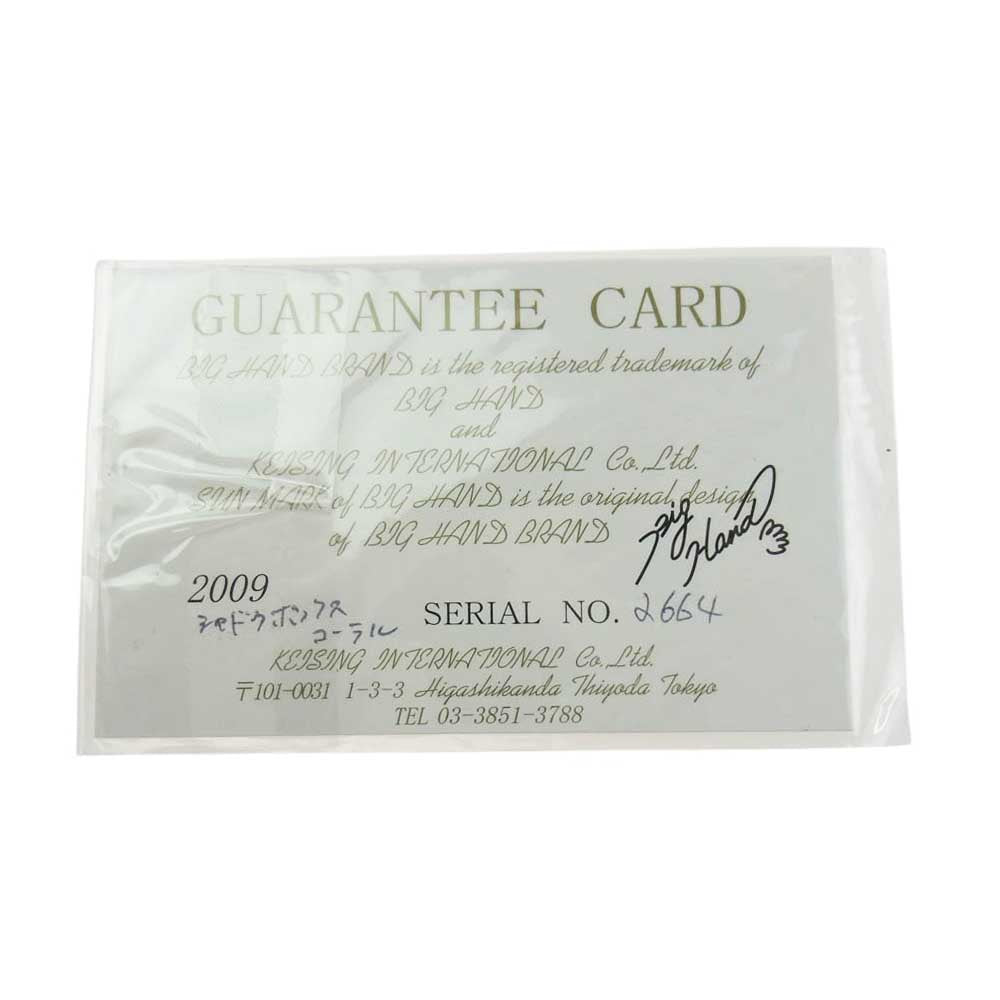 GUARANTEE CARD
BIG HAND BRAND is the registered trademark of
BIG HAND
and
KEISING INTERNATIONAL Co.,Ltd.
SUN MARK of BIG HAND is the original design
of BIG HAND BRAND
Big Hand
2009
シャドウボックス
コーラル
SERIAL NO. 2664
KEISING INTERNATIONAL Co.,Ltd.
〒101-0031 1-3-3 Higashikanda Thiyoda Tokyo
TEL 03-3851-3788